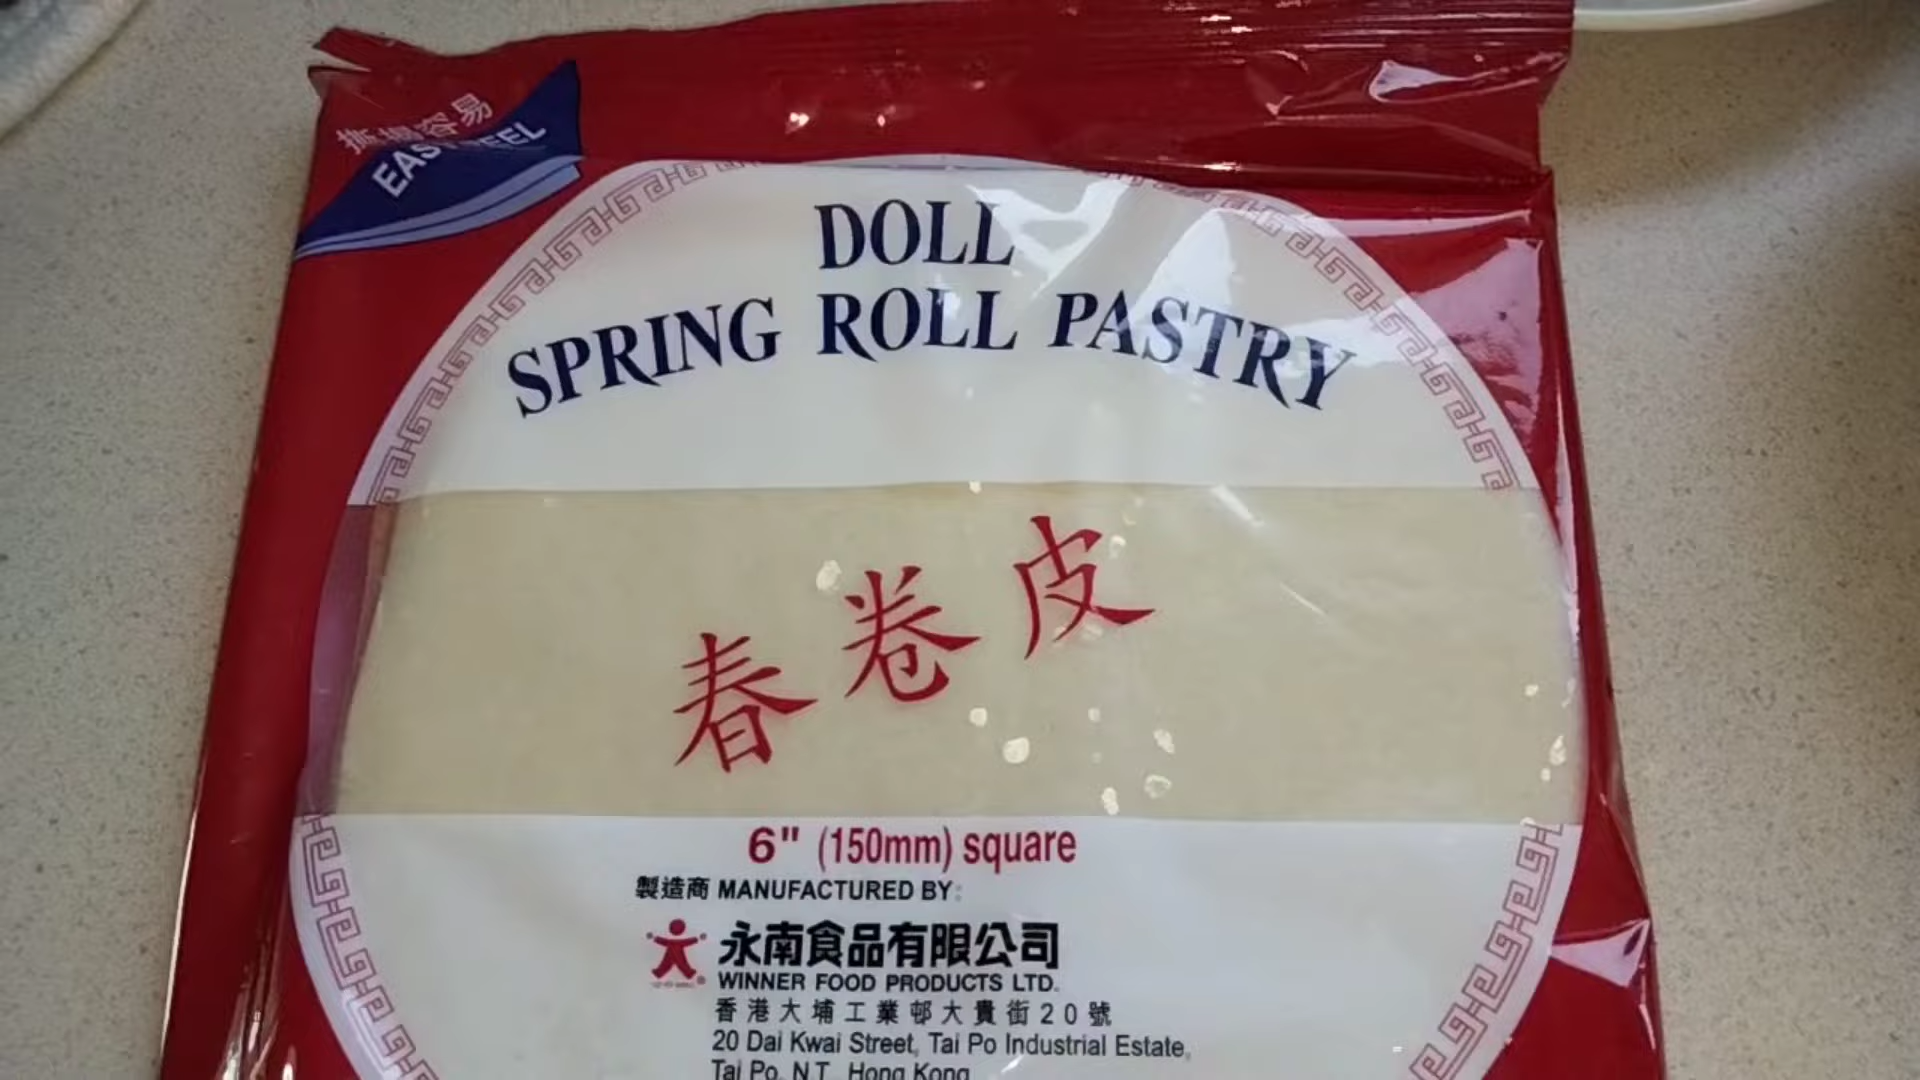 撕揭容易
EASY PEEL
DOLL
SPRING ROLL PASTRY
春卷皮
6" (150mm) square
製造商 MANUFACTURED BY:
永南食品有限公司
WINNER FOOD PRODUCTS LTD.
香港大埔工業邨大貴街20號
20 Dai Kwai Street, Tai Po Industrial Estate,
Tai Po, N.T., Hong Kong